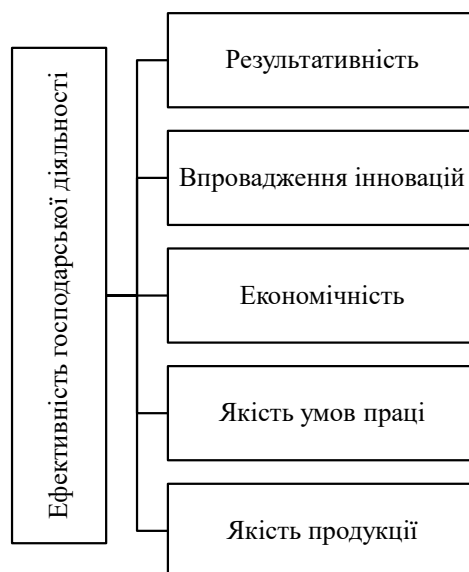 Ефективність господарської діяльності
Результативність
Впровадження інновацій
Економічність
Якість умов праці
Якість продукції